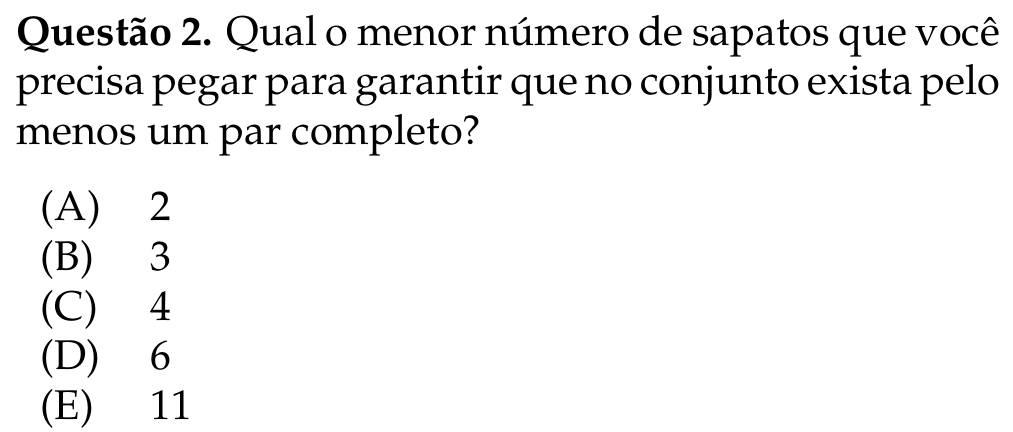 Questão 2. Qual o menor número de sapatos que você
precisa pegar para garantir que no conjunto exista pelo
menos um par completo?
(A) 2
(B) 3
(C) 4
(D) 6
(E) 11